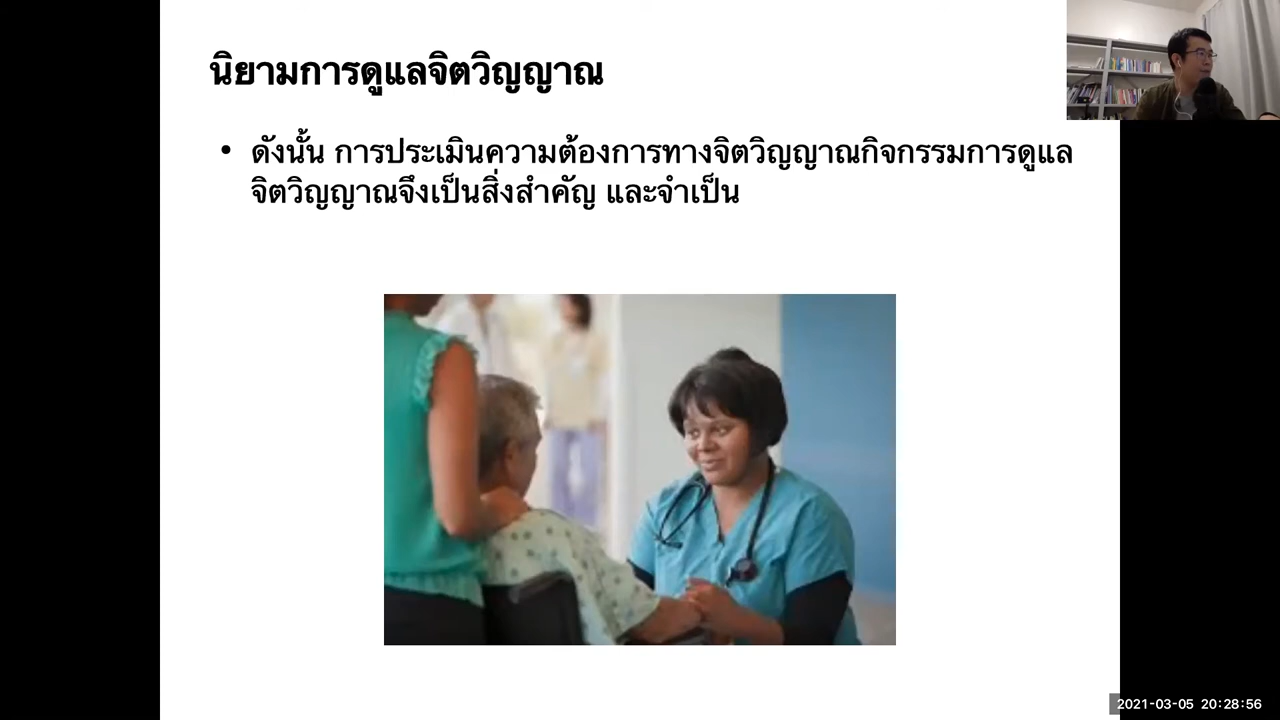 นิยามการดูแลจิตวิญญาณ
• ดังนั้น การประเมินความต้องการทางจิตวิญญาณกิจกรรมการดูแล
จิตวิญญาณจึงเป็นสิ่งสำคัญ และจำเป็น
2021-03-05 20:28:56